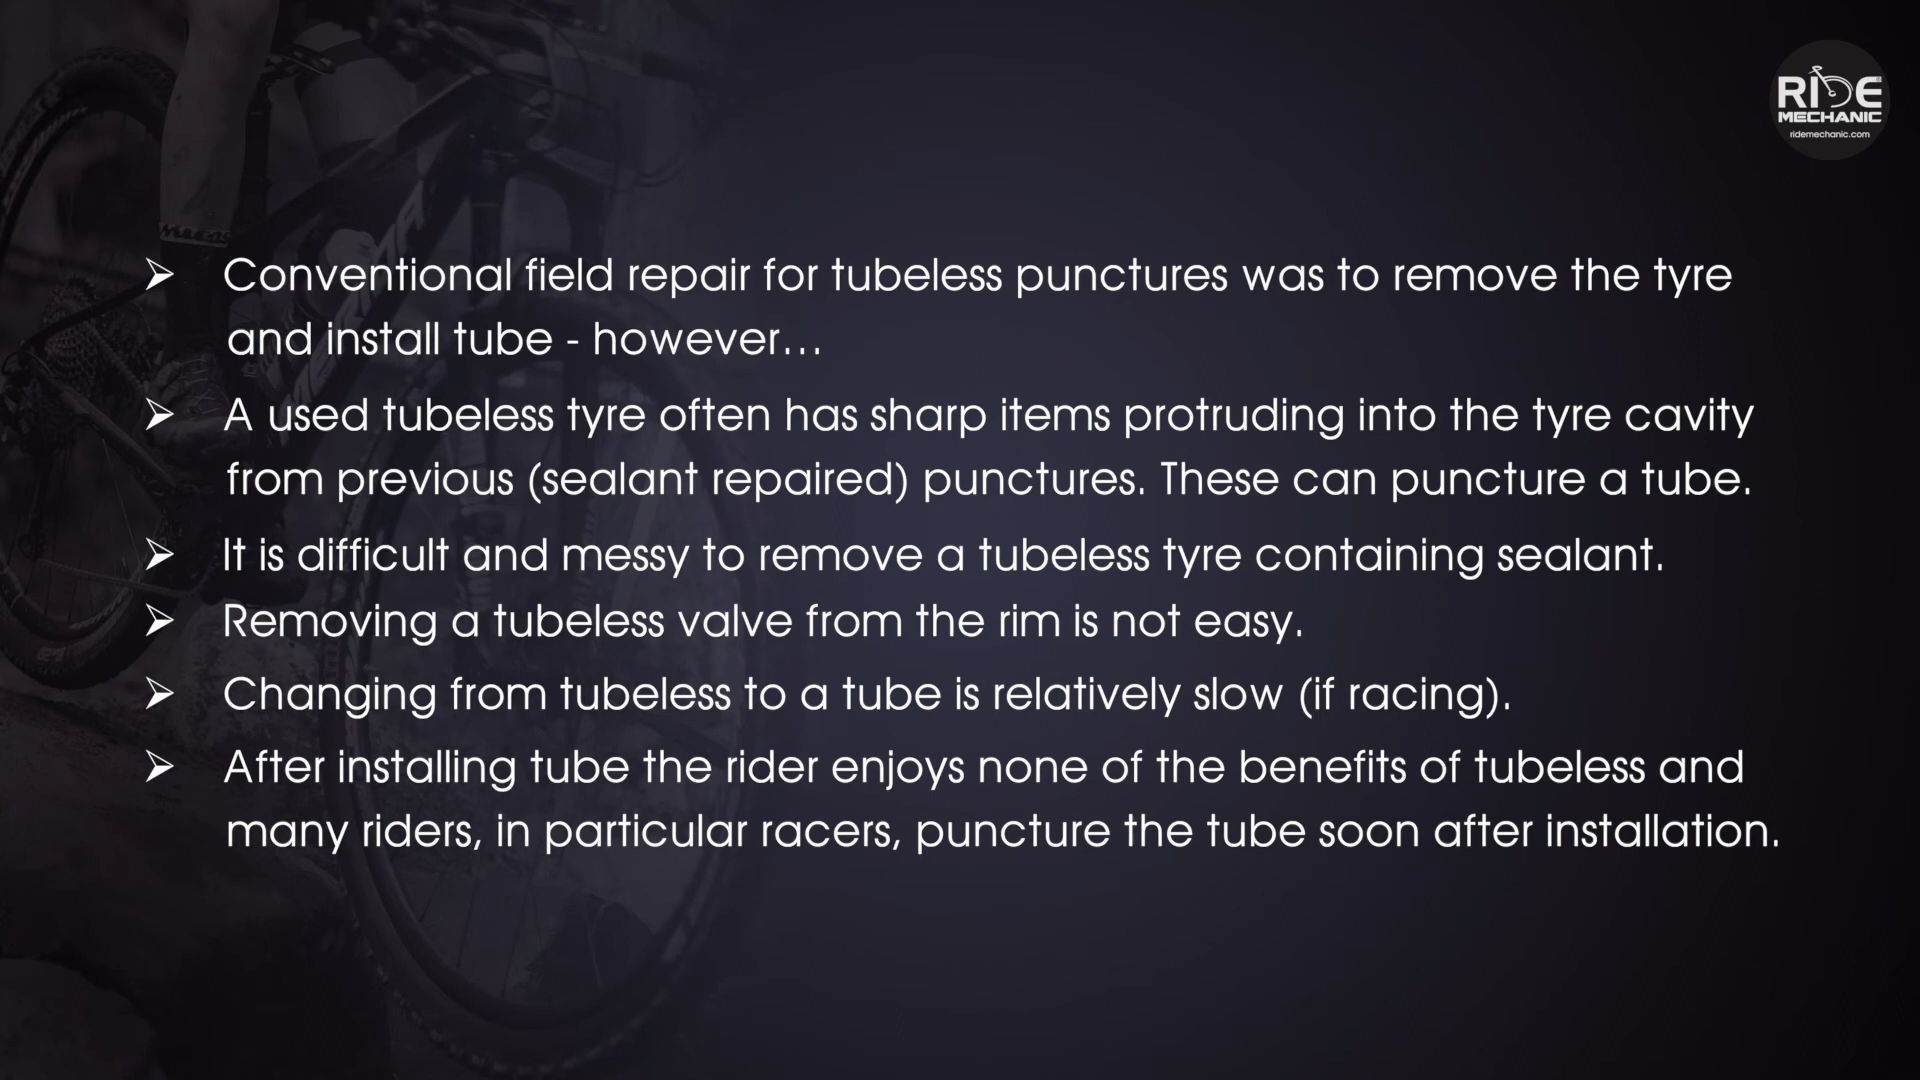 RIDE
MECHANIC
ridemechanic.com
➢ Conventional field repair for tubeless punctures was to remove the tyre
and install tube - however...
➢ A used tubeless tyre often has sharp items protruding into the tyre cavity
from previous (sealant repaired) punctures. These can puncture a tube.
➢ It is difficult and messy to remove a tubeless tyre containing sealant.
➢ Removing a tubeless valve from the rim is not easy.
➢ Changing from tubeless to a tube is relatively slow (if racing).
➢ After installing tube the rider enjoys none of the benefits of tubeless and
many riders, in particular racers, puncture the tube soon after installation.